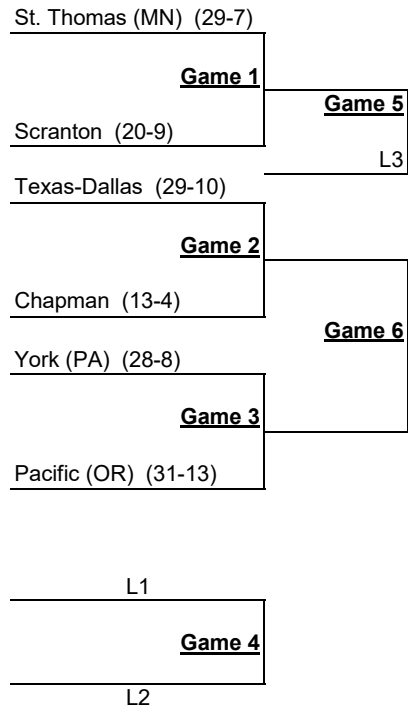 St. Thomas (MN)  (29-7)
Game 1
Game 5
Scranton  (20-9)
L3
Texas-Dallas  (29-10)
Game 2
Chapman  (13-4)
Game 6
York (PA)  (28-8)
Game 3
Pacific (OR)  (31-13)
L1
Game 4
L2